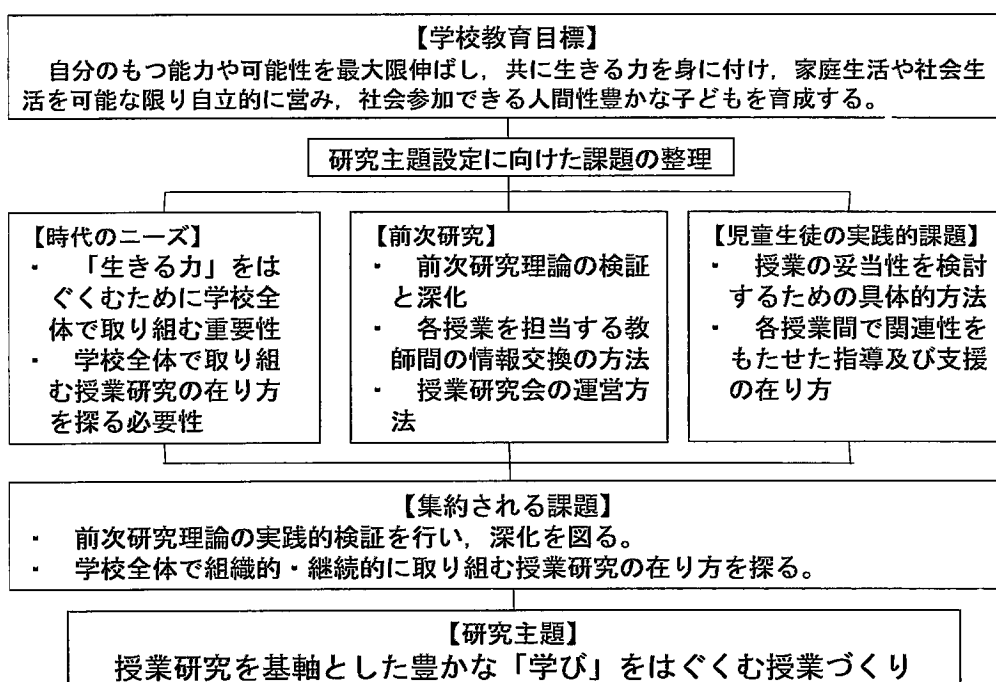 【学校教育目標】
自分のもつ能力や可能性を最大限伸ばし，共に生きる力を身に付け，家庭生活や社会生
活を可能な限り自立的に営み，社会参加できる人間性豊かな子どもを育成する。
研究主題設定に向けた課題の整理
【時代のニーズ】
・ 「生きる力」をは
ぐくむために学校全
体で取り組む重要性
・ 学校全体で取り組
む授業研究の在り方
を探る必要性
【前次研究】
・ 前次研究理論の検証
と深化
・ 各授業を担当する教
師間の情報交換の方法
・ 授業研究会の運営方
法
【児童生徒の実践的課題】
・ 授業の妥当性を検討
するための具体的方法
・ 各授業間で関連性を
もたせた指導及び支援
の在り方
【集約される課題】
・ 前次研究理論の実践的検証を行い，深化を図る。
・ 学校全体で組織的・継続的に取り組む授業研究の在り方を探る。
【研究主題】
授業研究を基軸とした豊かな「学び」をはぐくむ授業づくり